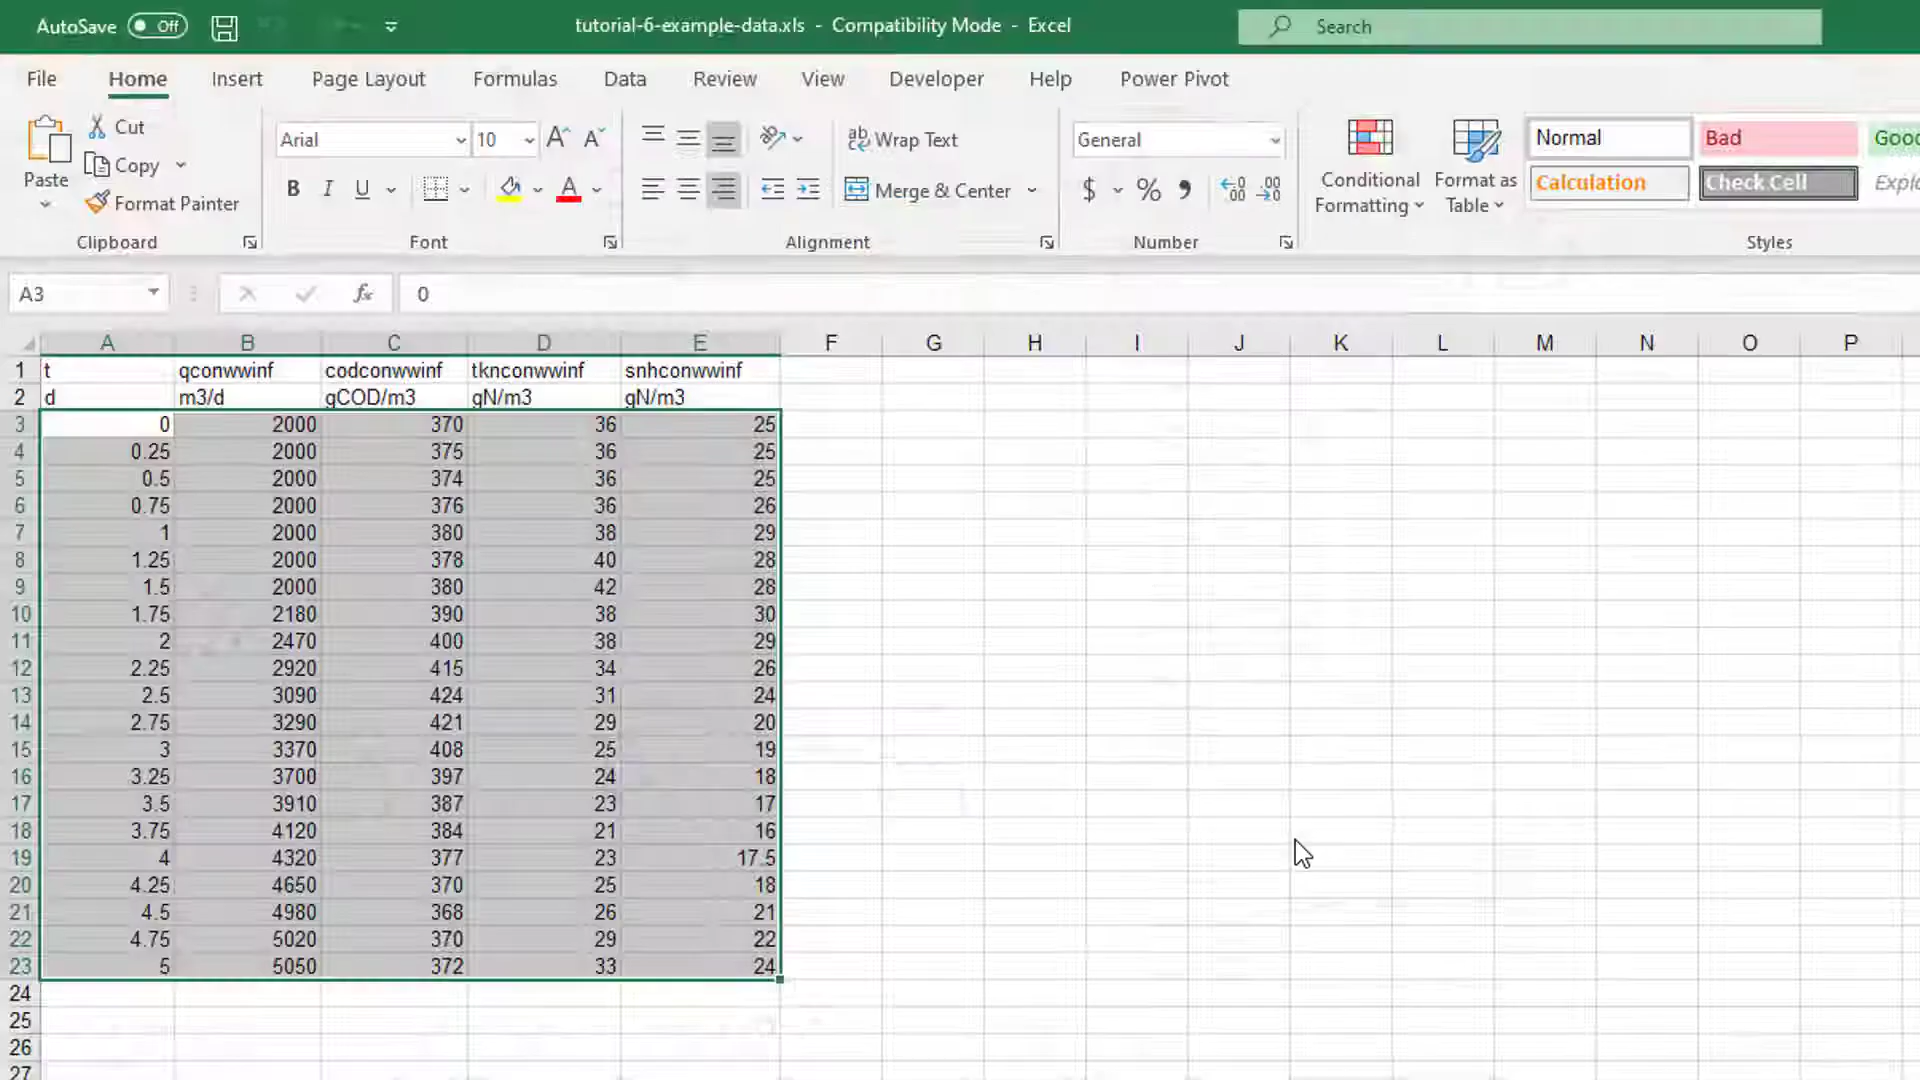 AutoSave Off tutorial-6-example-data.xls - Compatibility Mode - Excel Search
File Home Insert Page Layout Formulas Data Review View Developer Help Power Pivot
Paste Cut Copy Format Painter Clipboard
Arial 10 B I U A Font
ab Wrap Text Merge & Center Alignment
General $ % Number
Conditional Formatting Format as Table
Normal Bad
Calculation Check Cell
Styles
A3 fx 0
A B C D E F G H I J K L M N O P
1 t qconwwinf codconwwinf tknconwwinf snhconwwinf
2 d m3/d gCOD/m3 gN/m3 gN/m3
3 0 2000 370 36 25
4 0.25 2000 375 36 25
5 0.5 2000 374 36 25
6 0.75 2000 376 36 26
7 1 2000 380 38 29
8 1.25 2000 378 40 28
9 1.5 2000 380 42 28
10 1.75 2180 390 38 30
11 2 2470 400 38 29
12 2.25 2920 415 34 26
13 2.5 3090 424 31 24
14 2.75 3290 421 29 20
15 3 3370 408 25 19
16 3.25 3700 397 24 18
17 3.5 3910 387 23 17
18 3.75 4120 384 21 16
19 4 4320 377 23 17.5
20 4.25 4650 370 25 18
21 4.5 4980 368 26 21
22 4.75 5020 370 29 22
23 5 5050 372 33 24
24
25
26
27